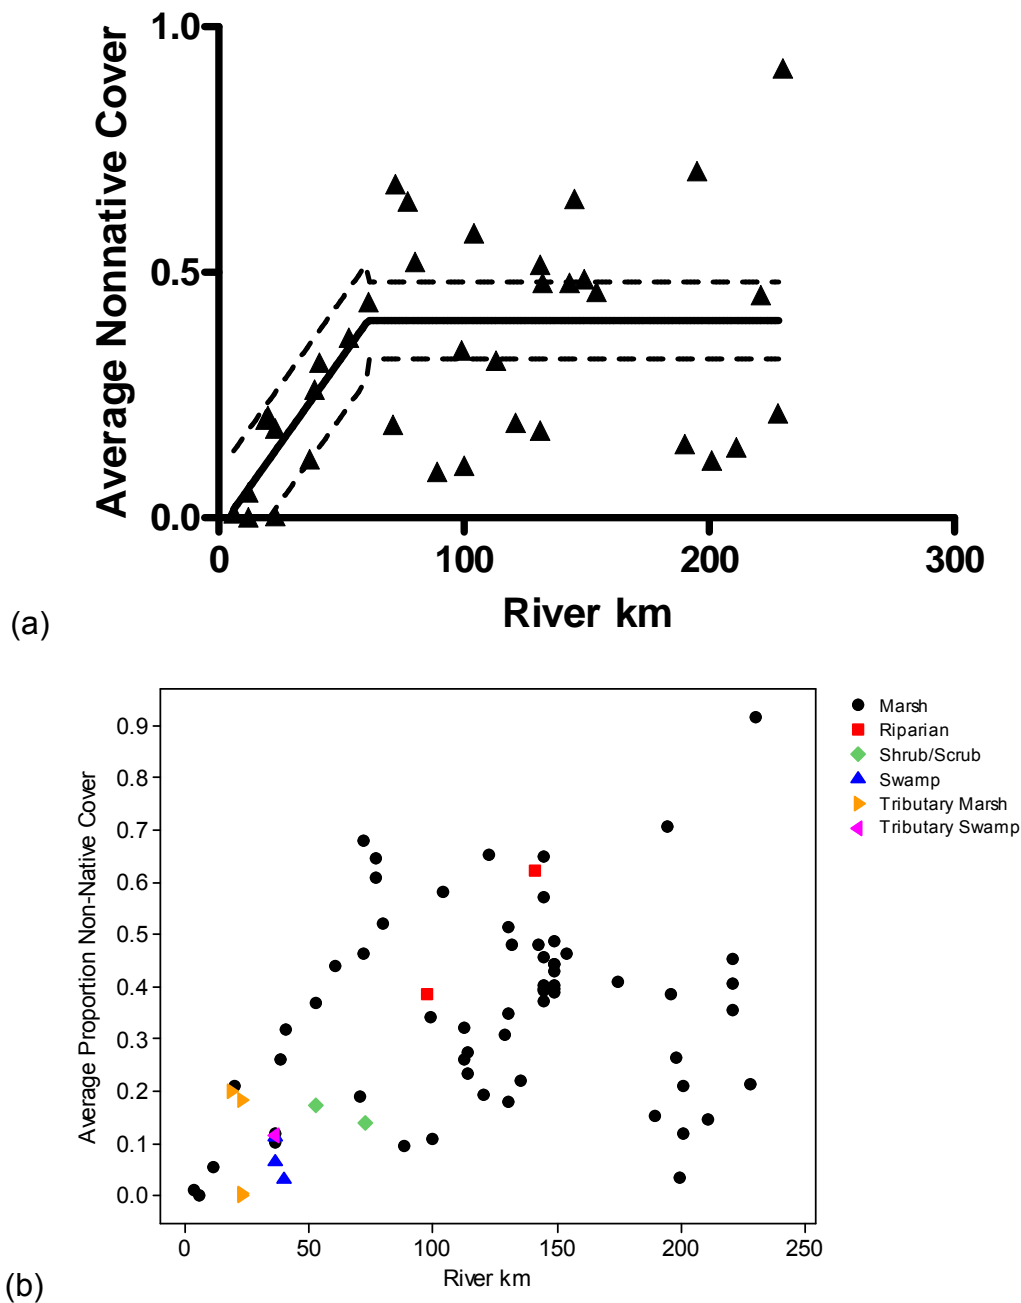 Average Nonnative Cover
1.0
0.5
0.0
0 100 200 300
River km
(a)
Average Proportion Non-Native Cover
0.9
0.8
0.7
0.6
0.5
0.4
0.3
0.2
0.1
0.0
0 50 100 150 200 250
River km
Marsh
Riparian
Shrub/Scrub
Swamp
Tributary Marsh
Tributary Swamp
(b)